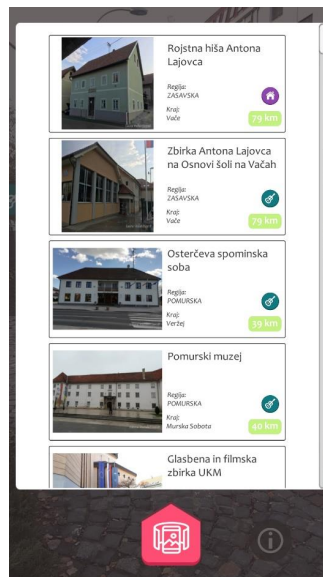 Rojstna hiša Antona
Lajovca
Regija:
ZASAVSKA
Kraj:
Vače
79 km
Zbirka Antona Lajovca
na Osnovi šoli na Vačah
Regija:
ZASAVSKA
Kraj:
Vače
79 km
Osterčeva spominska
soba
Regija:
POMURSKA
Kraj:
Veržej
39 km
Pomurski muzej
Regija:
POMURSKA
Kraj:
Murska Sobota
40 km
Glasbena in filmska
zbirka UKM